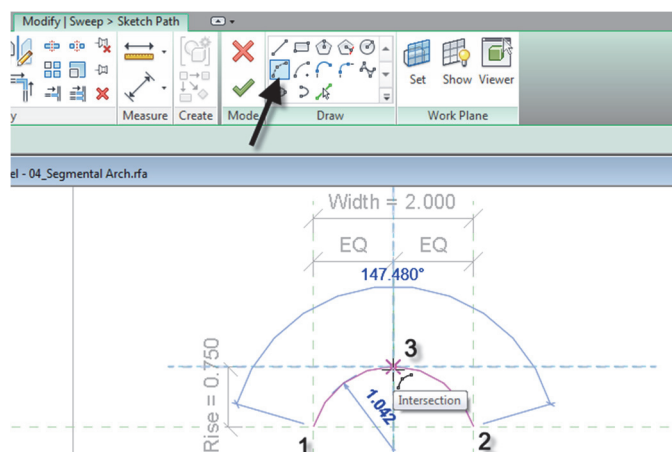 Modify | Sweep > Sketch Path
Set Show Viewer
Measure Create Mode Draw Work Plane
el - 04_Segmental Arch.rfa
Width = 2.000
EQ EQ
147.480°
3
Rise = 0.750
1.042
Intersection
1 2